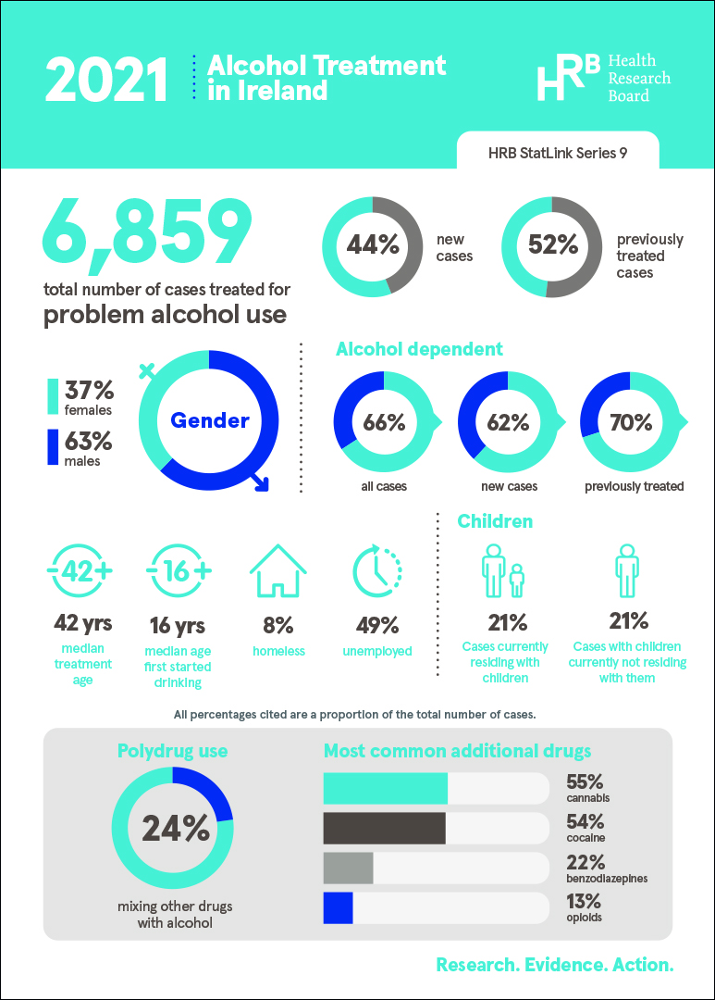 2021
Alcohol Treatment
in Ireland
HRB
Health
Research
Board
HRB StatLink Series 9
6,859
total number of cases treated for
problem alcohol use
44%
new
cases
52%
previously
treated
cases
37%
females
63%
males
Gender
Alcohol dependent
66%
all cases
62%
new cases
70%
previously treated
42
42 yrs
median
treatment
age
16
16 yrs
median age
first started
drinking
8%
homeless
49%
unemployed
Children
21%
Cases currently
residing with
children
21%
Cases with children
currently not residing
with them
All percentages cited are a proportion of the total number of cases.
Polydrug use
24%
mixing other drugs
with alcohol
Most common additional drugs
55%
cannabis
54%
cocaine
22%
benzodiazepines
13%
opioids
Research. Evidence. Action.